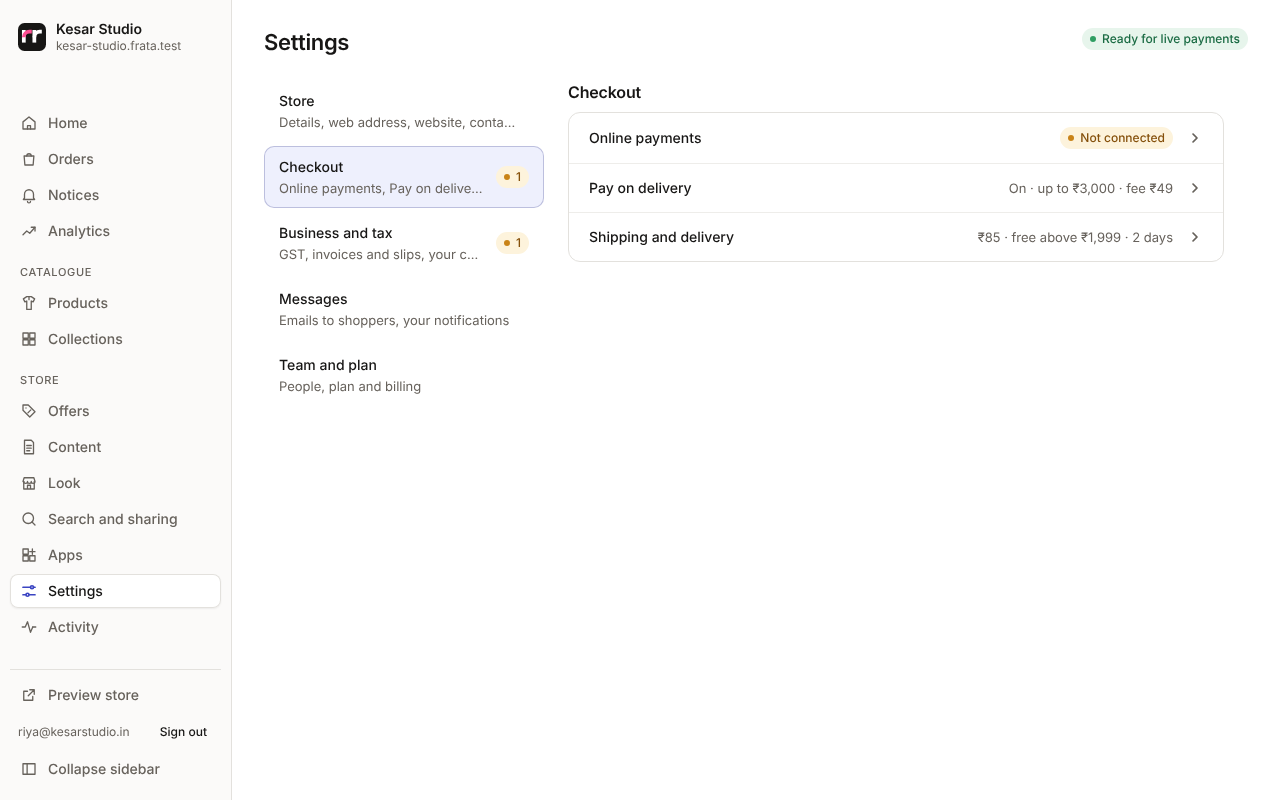 Kesar Studio
kesar-studio.frata.test
Home
Orders
Notices
Analytics
CATALOGUE
Products
Collections
STORE
Offers
Content
Look
Search and sharing
Apps
Settings
Activity
Preview store
riya@kesarstudio.in Sign out
Collapse sidebar
Settings
Ready for live payments
Store
Details, web address, website, conta...
Checkout
Online payments, Pay on delive...
1
Business and tax
GST, invoices and slips, your c...
1
Messages
Emails to shoppers, your notifications
Team and plan
People, plan and billing
Checkout
Online payments Not connected
Pay on delivery On · up to ₹3,000 · fee ₹49
Shipping and delivery ₹85 · free above ₹1,999 · 2 days